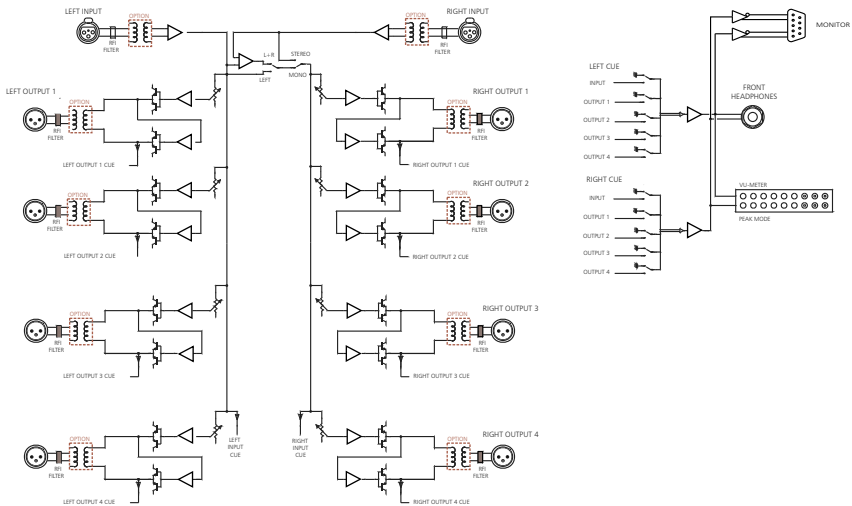 LEFT INPUT
OPTION
RFI
FILTER
OPTION
RIGHT INPUT
RFI
FILTER
L+R
STEREO
LEFT
MONO
LEFT OUTPUT 1
OPTION
RFI
FILTER
LEFT OUTPUT 1 CUE
RIGHT OUTPUT 1
OPTION
RFI
FILTER
RIGHT OUTPUT 1 CUE
OPTION
RFI
FILTER
LEFT OUTPUT 2 CUE
RIGHT OUTPUT 2
OPTION
RFI
FILTER
RIGHT OUTPUT 2 CUE
OPTION
RFI
FILTER
LEFT OUTPUT 3 CUE
RIGHT OUTPUT 3
OPTION
RFI
FILTER
RIGHT OUTPUT 3 CUE
LEFT
INPUT
CUE
RIGHT
INPUT
CUE
OPTION
RFI
FILTER
LEFT OUTPUT 4 CUE
RIGHT OUTPUT 4
OPTION
RFI
FILTER
RIGHT OUTPUT 4 CUE
MONITOR
LEFT CUE
INPUT
OUTPUT 1
OUTPUT 2
OUTPUT 3
OUTPUT 4
FRONT
HEADPHONES
RIGHT CUE
INPUT
OUTPUT 1
OUTPUT 2
OUTPUT 3
OUTPUT 4
VU-METER
PEAK MODE